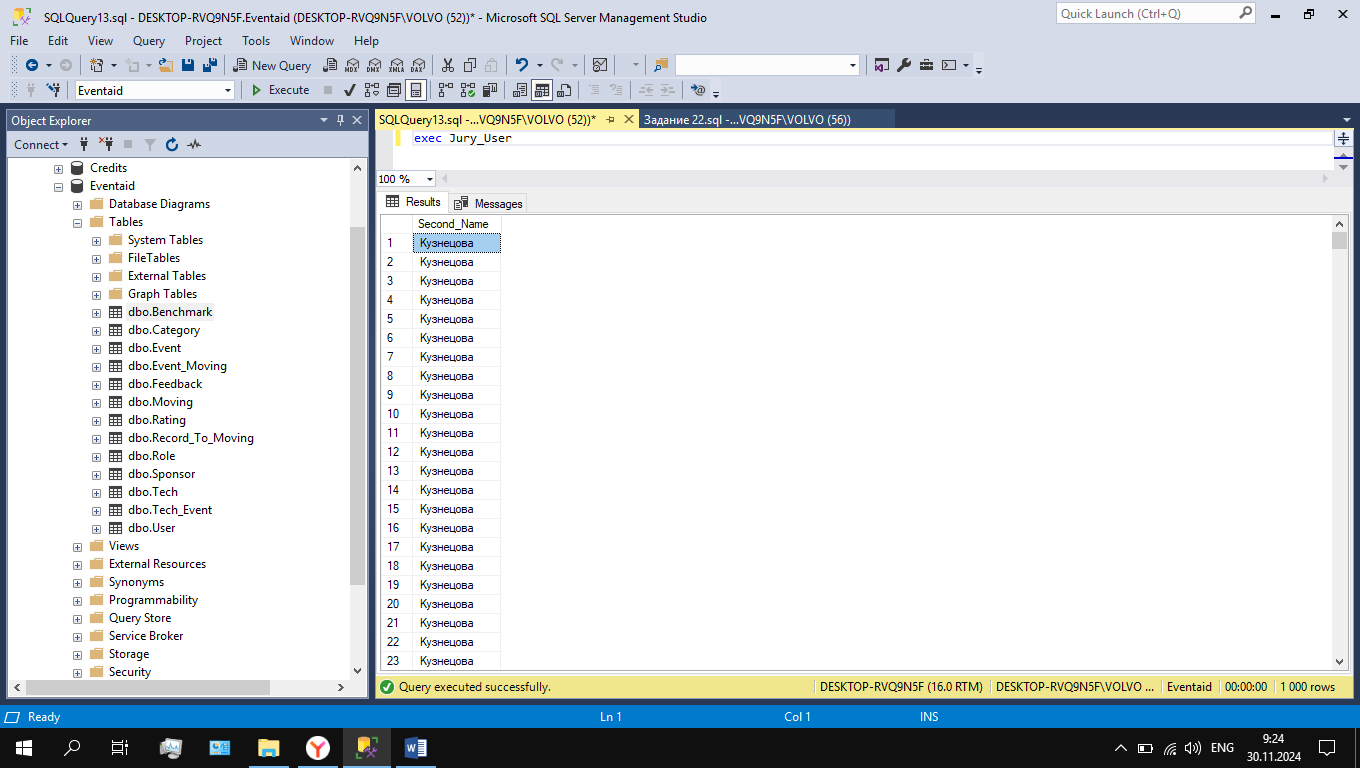 SQLQuery13.sql - DESKTOP-RVQ9N5F.Eventaid (DESKTOP-RVQ9N5F\VOLVO (52))* - Microsoft SQL Server Management Studio
Quick Launch (Ctrl+Q)
File Edit View Query Project Tools Window Help
New Query
MDX DMX XMLA DAX
Eventaid
Execute
Object Explorer
SQLQuery13.sql -...VQ9N5F\VOLVO (52))*
Задание 22.sql -...VQ9N5F\VOLVO (56))
Connect
exec Jury_User
Credits
Eventaid
Database Diagrams
Tables
System Tables
FileTables
External Tables
Graph Tables
dbo.Benchmark
dbo.Category
dbo.Event
dbo.Event_Moving
dbo.Feedback
dbo.Moving
dbo.Rating
dbo.Record_To_Moving
dbo.Role
dbo.Sponsor
dbo.Tech
dbo.Tech_Event
dbo.User
Views
External Resources
Synonyms
Programmability
Query Store
Service Broker
Storage
Security
100 %
Results Messages
Second_Name
1 Кузнецова
2 Кузнецова
3 Кузнецова
4 Кузнецова
5 Кузнецова
6 Кузнецова
7 Кузнецова
8 Кузнецова
9 Кузнецова
10 Кузнецова
11 Кузнецова
12 Кузнецова
13 Кузнецова
14 Кузнецова
15 Кузнецова
16 Кузнецова
17 Кузнецова
18 Кузнецова
19 Кузнецова
20 Кузнецова
21 Кузнецова
22 Кузнецова
23 Кузнецова
Query executed successfully.
DESKTOP-RVQ9N5F (16.0 RTM)
DESKTOP-RVQ9N5F\VOLVO ...
Eventaid
00:00:00
1 000 rows
Ready
Ln 1
Col 1
INS
ENG
9:24
30.11.2024